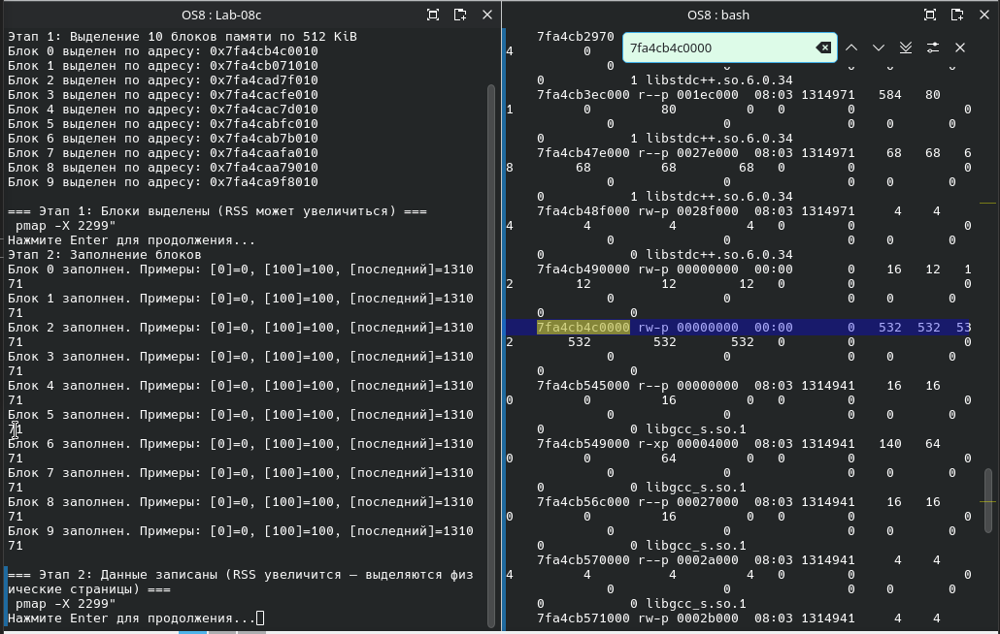 OS8 : Lab-08c
Этап 1: Выделение 10 блоков памяти по 512 KiB
Блок 0 выделен по адресу: 0x7fa4cb4c0010
Блок 1 выделен по адресу: 0x7fa4cb071010
Блок 2 выделен по адресу: 0x7fa4cad7f010
Блок 3 выделен по адресу: 0x7fa4cacfe010
Блок 4 выделен по адресу: 0x7fa4cac7d010
Блок 5 выделен по адресу: 0x7fa4cabfc010
Блок 6 выделен по адресу: 0x7fa4cab7b010
Блок 7 выделен по адресу: 0x7fa4caafa010
Блок 8 выделен по адресу: 0x7fa4caa79010
Блок 9 выделен по адресу: 0x7fa4ca9f8010
=== Этап 1: Блоки выделены (RSS может увеличиться) ===
pmap -X 2299"
Нажмите Enter для продолжения...
Этап 2: Заполнение блоков
Блок 0 заполнен. Примеры: [0]=0, [100]=100, [последний]=1310
71
Блок 1 заполнен. Примеры: [0]=0, [100]=100, [последний]=1310
71
Блок 2 заполнен. Примеры: [0]=0, [100]=100, [последний]=1310
71
Блок 3 заполнен. Примеры: [0]=0, [100]=100, [последний]=1310
71
Блок 4 заполнен. Примеры: [0]=0, [100]=100, [последний]=1310
71
Блок 5 заполнен. Примеры: [0]=0, [100]=100, [последний]=1310
71
Блок 6 заполнен. Примеры: [0]=0, [100]=100, [последний]=1310
71
Блок 7 заполнен. Примеры: [0]=0, [100]=100, [последний]=1310
71
Блок 8 заполнен. Примеры: [0]=0, [100]=100, [последний]=1310
71
Блок 9 заполнен. Примеры: [0]=0, [100]=100, [последний]=1310
71
=== Этап 2: Данные записаны (RSS увеличится — выделяются физ
ические страницы) ===
pmap -X 2299"
Нажмите Enter для продолжения...
OS8 : bash
7fa4cb4c0000
7fa4cb2970
4 0
0 0 0 0
0 1 libstdc++.so.6.0.34
7fa4cb3ec000 r--p 001ec000 08:03 1314971 584 80
1 0 80 0 0 0
0 0 0 0
0 1 libstdc++.so.6.0.34
7fa4cb47e000 r--p 0027e000 08:03 1314971 68 68 6
8 68 68 68 0 0
0 0 0 0
0 1 libstdc++.so.6.0.34
7fa4cb48f000 rw-p 0028f000 08:03 1314971 4 4
4 4 4 4 0 0
0 0 0 0
0 0 libstdc++.so.6.0.34
7fa4cb490000 rw-p 00000000 00:00 0 16 12 1
2 12 12 12 0 0
0 0 0 0
0 0
7fa4cb4c0000 rw-p 00000000 00:00 0 532 532 53
2 532 532 532 0 0
0 0 0 0
0 0
7fa4cb545000 r--p 00000000 08:03 1314941 16 16
0 0 16 0 0 0
0 0 0 0
0 0 libgcc_s.so.1
7fa4cb549000 r-xp 00004000 08:03 1314941 140 64
0 0 64 0 0 0
0 0 0 0
0 0 libgcc_s.so.1
7fa4cb56c000 r--p 00027000 08:03 1314941 16 16
0 0 16 0 0 0
0 0 0 0
0 0 libgcc_s.so.1
7fa4cb570000 r--p 0002a000 08:03 1314941 4 4
4 4 4 4 0 0
0 0 0 0
0 0 libgcc_s.so.1
7fa4cb571000 rw-p 0002b000 08:03 1314941 4 4